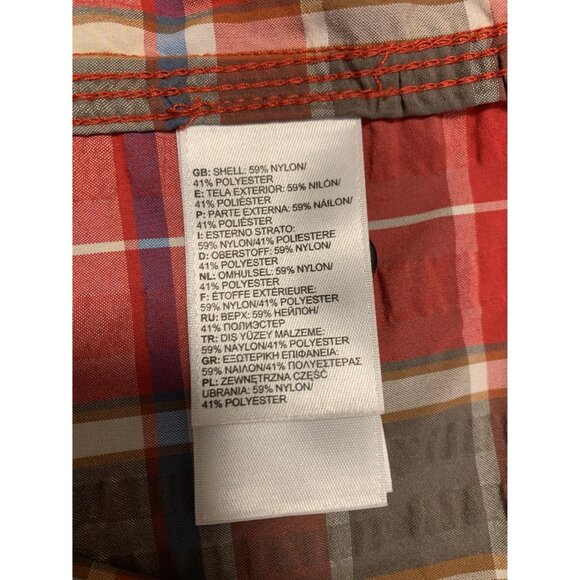 GB: SHELL: 59% NYLON/
41% POLYESTER
E: TELA EXTERIOR: 59% NILÓN/
41% POLIÉSTER
P: PARTE EXTERNA: 59% NÁILON/
41% POLIÉSTER
I: ESTERNO STRATO:
59% NYLON/41% POLIESTERE
D: OBERSTOFF: 59% NYLON/
41% POLYESTER
NL: OMHULSEL: 59% NYLON/
41% POLYESTER
F: ÉTOFFE EXTÉRIEURE:
59% NYLON/41% POLYESTER
RU: ВЕРХ: 59% НЕЙЛОН/
41% ПОЛИЭСТЕР
TR: DIŞ YÜZEY MALZEME:
59% NAYLON/41% POLYESTER
GR: ΕΞΩΤΕΡΙΚΗ ΕΠΙΦΑΝΕΙΑ:
59% ΝΑΙΛΟΝ/41% ΠΟΛΥΕΣΤΕΡΑΣ
PL: ZEWNĘTRZNA CZĘŚĆ
UBRANIA: 59% NYLON/
41% POLYESTER